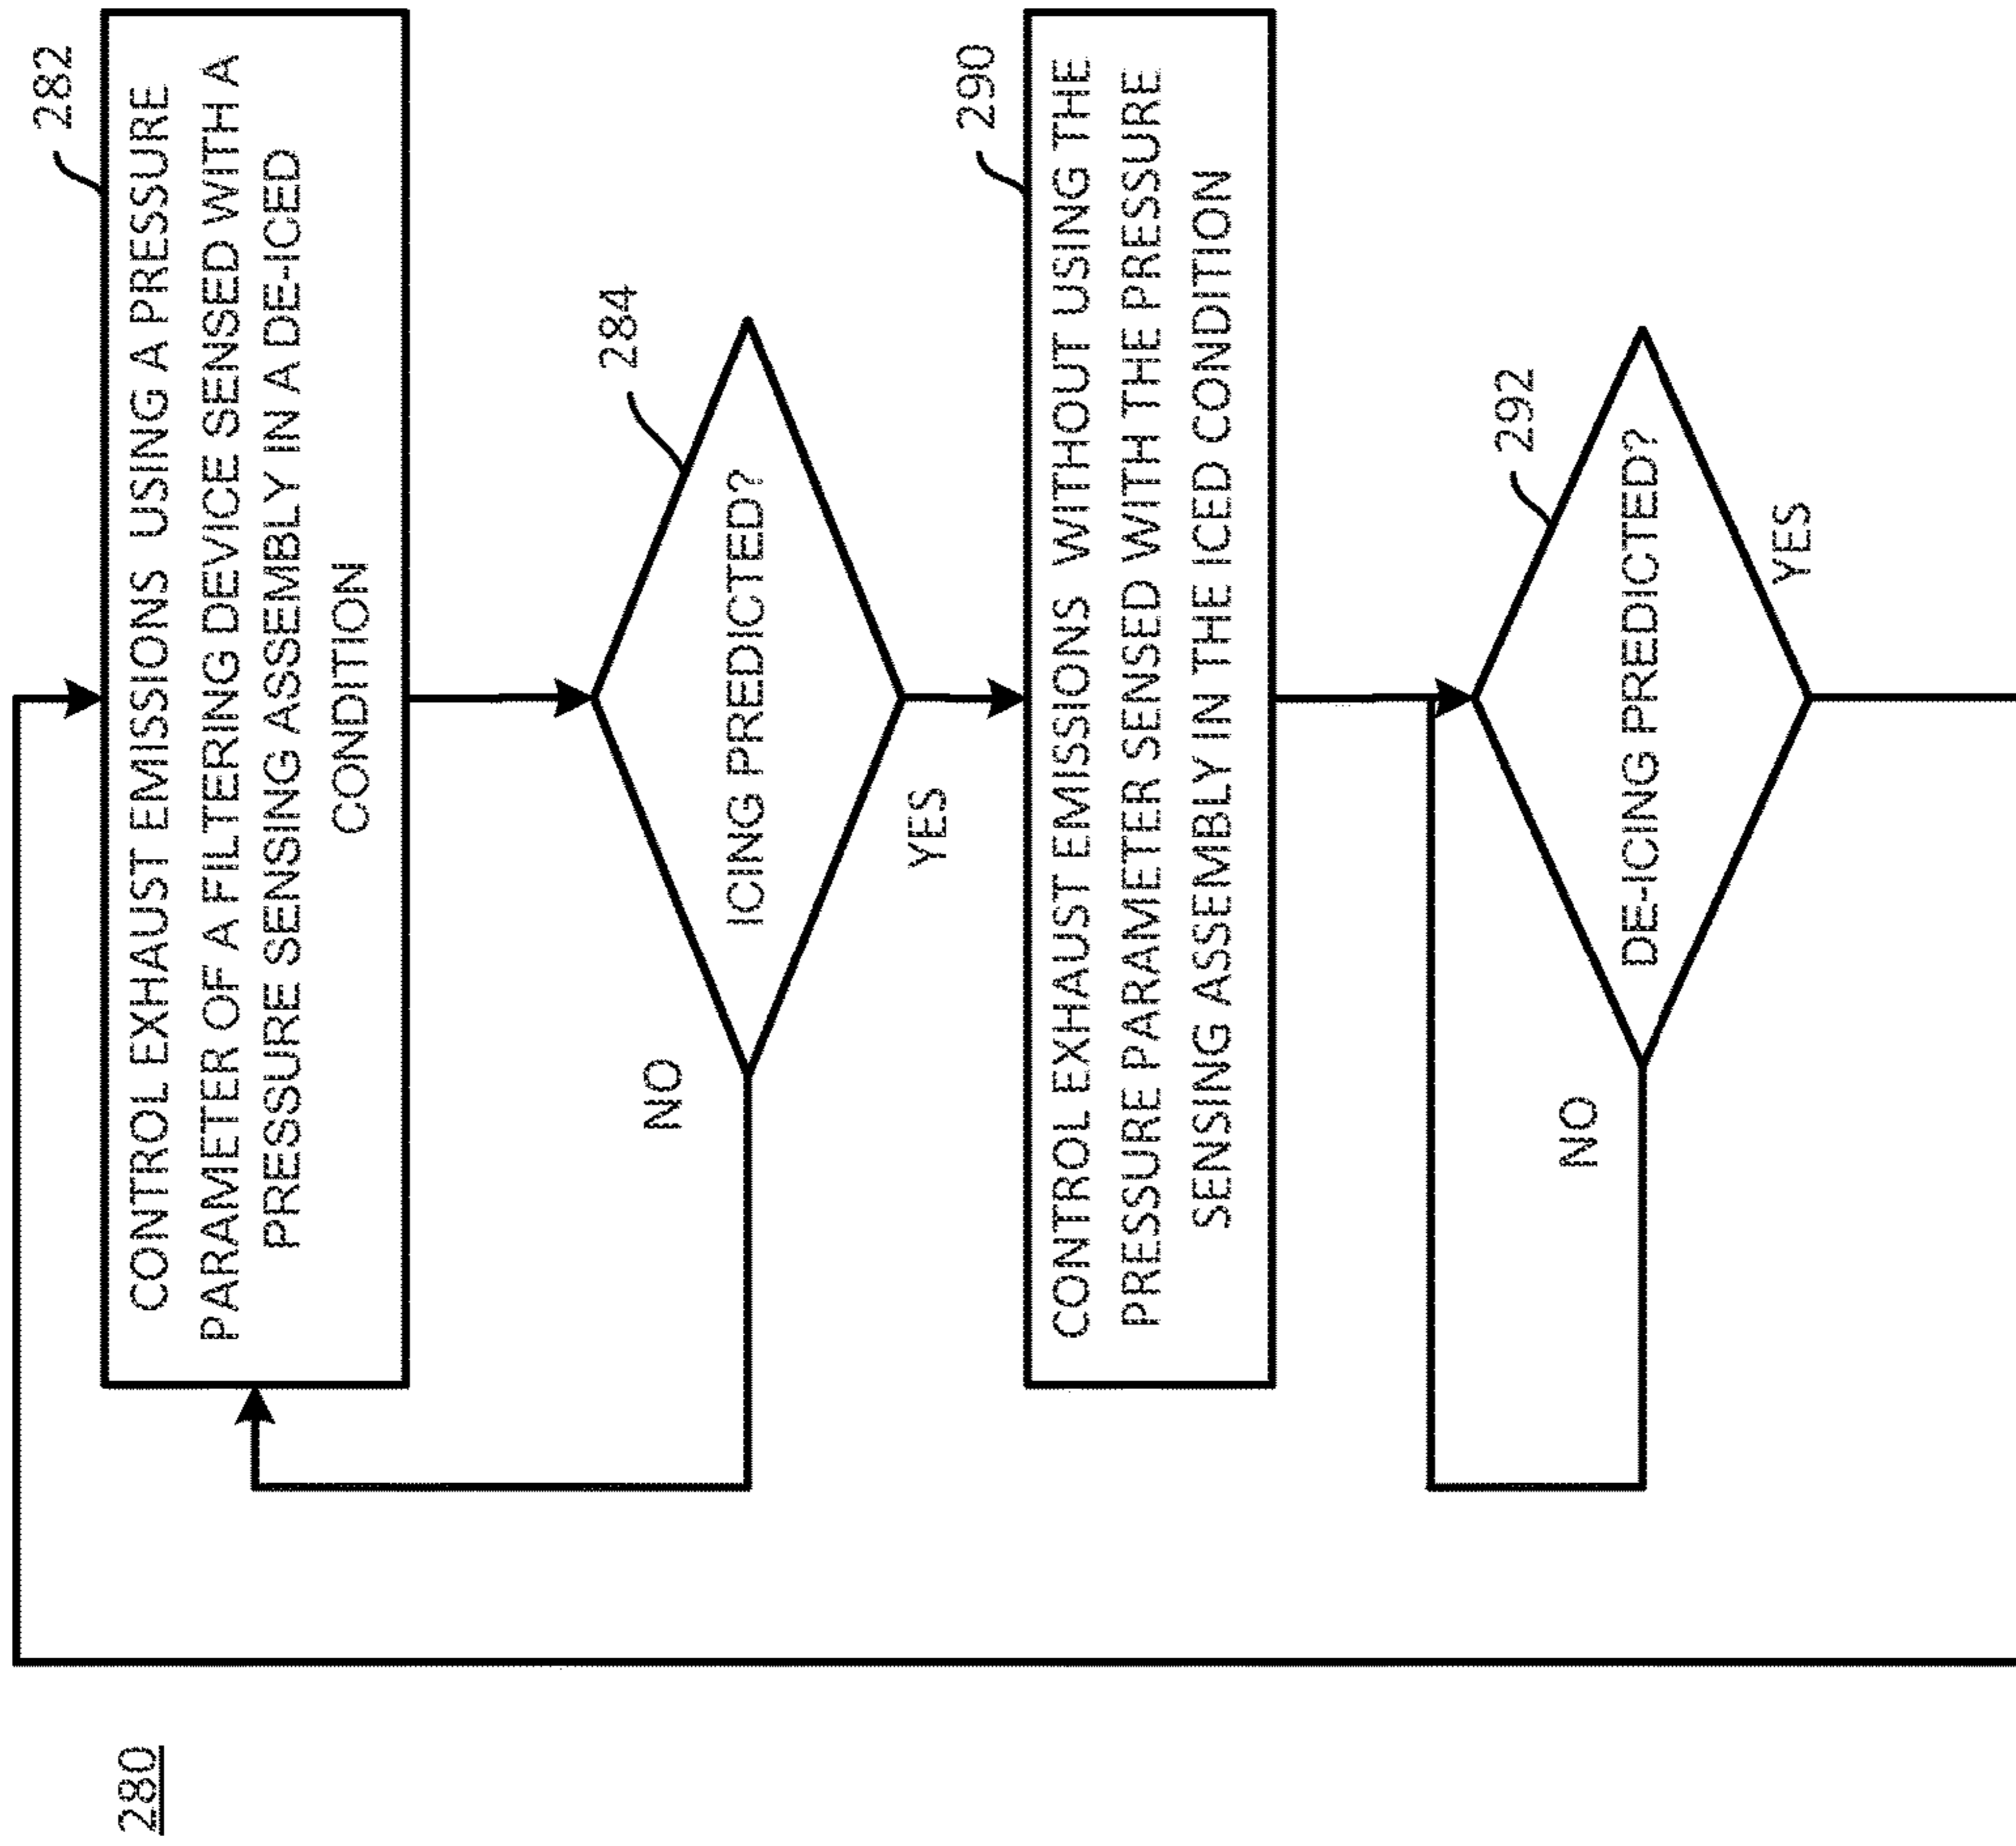 280
282
CONTROL EXHAUST EMISSIONS USING A PRESSURE
PARAMETER OF A FILTERING DEVICE SENSED WITH A
PRESSURE SENSING ASSEMBLY IN A DE-ICED
CONDITION
284
ICING PREDICTED?
NO
YES
290
CONTROL EXHAUST EMISSIONS WITHOUT USING THE
PRESSURE PARAMETER SENSED WITH THE PRESSURE
SENSING ASSEMBLY IN THE ICED CONDITION
292
DE-ICING PREDICTED?
NO
YES